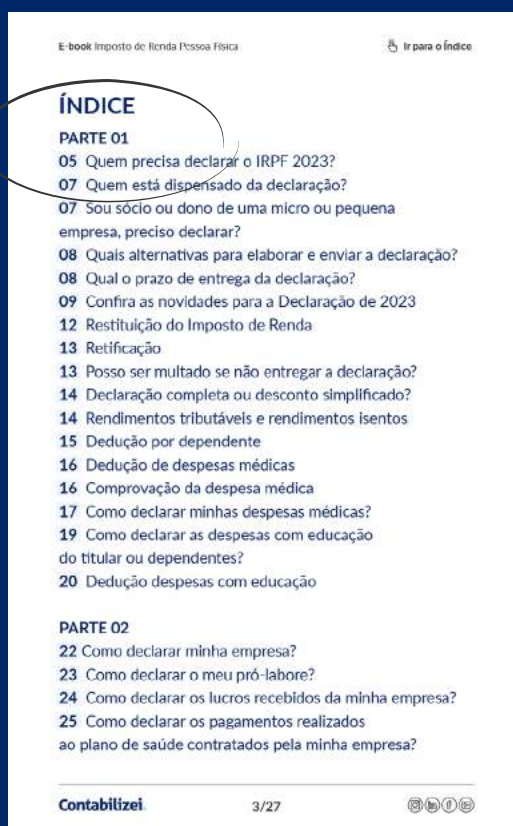 E-book Imposto de Renda Pessoa Física
Ir para o Índice
ÍNDICE
PARTE 01
05 Quem precisa declarar o IRPF 2023?
07 Quem está dispensado da declaração?
07 Sou sócio ou dono de uma micro ou pequena
empresa, preciso declarar?
08 Quais alternativas para elaborar e enviar a declaração?
08 Qual o prazo de entrega da declaração?
09 Confira as novidades para a Declaração de 2023
12 Restituição do Imposto de Renda
13 Retificação
13 Posso ser multado se não entregar a declaração?
14 Declaração completa ou desconto simplificado?
14 Rendimentos tributáveis e rendimentos isentos
15 Dedução por dependente
16 Dedução de despesas médicas
16 Comprovação da despesa médica
17 Como declarar minhas despesas médicas?
19 Como declarar as despesas com educação
do titular ou dependentes?
20 Dedução despesas com educação
PARTE 02
22 Como declarar minha empresa?
23 Como declarar o meu pró-labore?
24 Como declarar os lucros recebidos da minha empresa?
25 Como declarar os pagamentos realizados
ao plano de saúde contratados pela minha empresa?
Contabilizei.
3/27